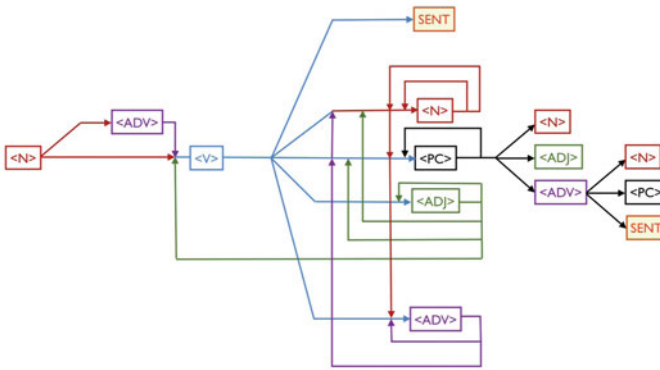 SENT
<N>
<N>
<ADV>
<N>
<V>
<PC>
<ADJ>
<N>
<ADV>
<PC>
<ADJ>
SENT
<ADV>